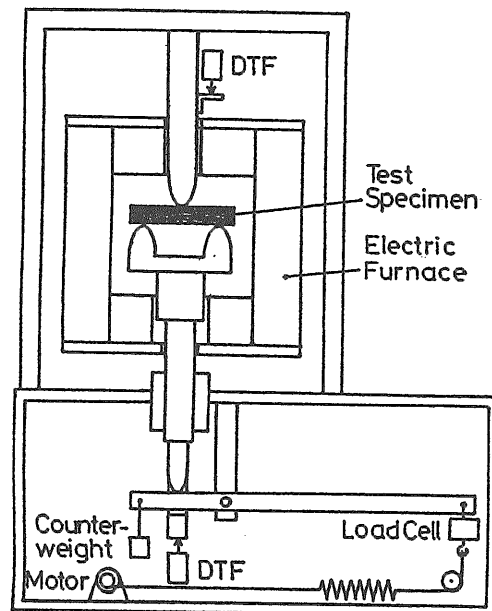 DTF
Test
Specimen
Electric
Furnace
Counter-
weight
Load Cell
Motor
DTF